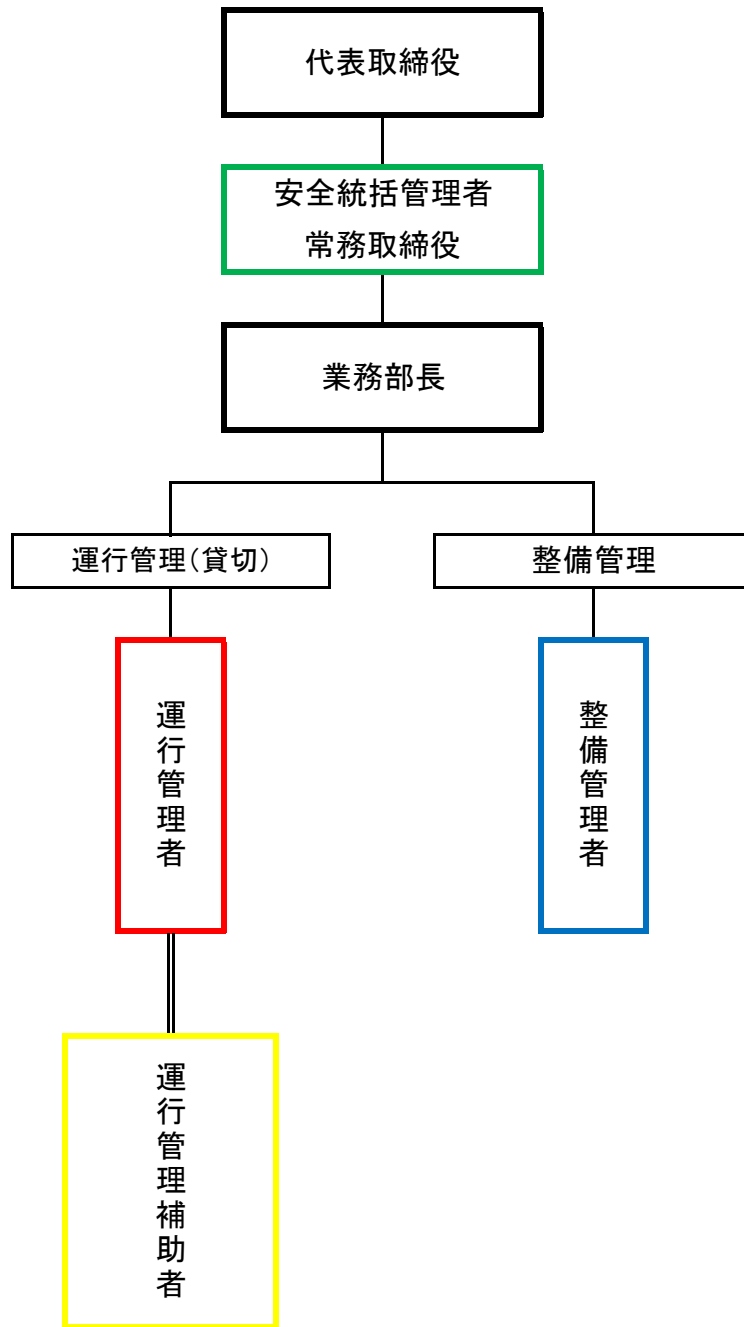 代表取締役
安全統括管理者
常務取締役
業務部長
運行管理(貸切)
整備管理
運行管理者
整備管理者
運行管理補助者